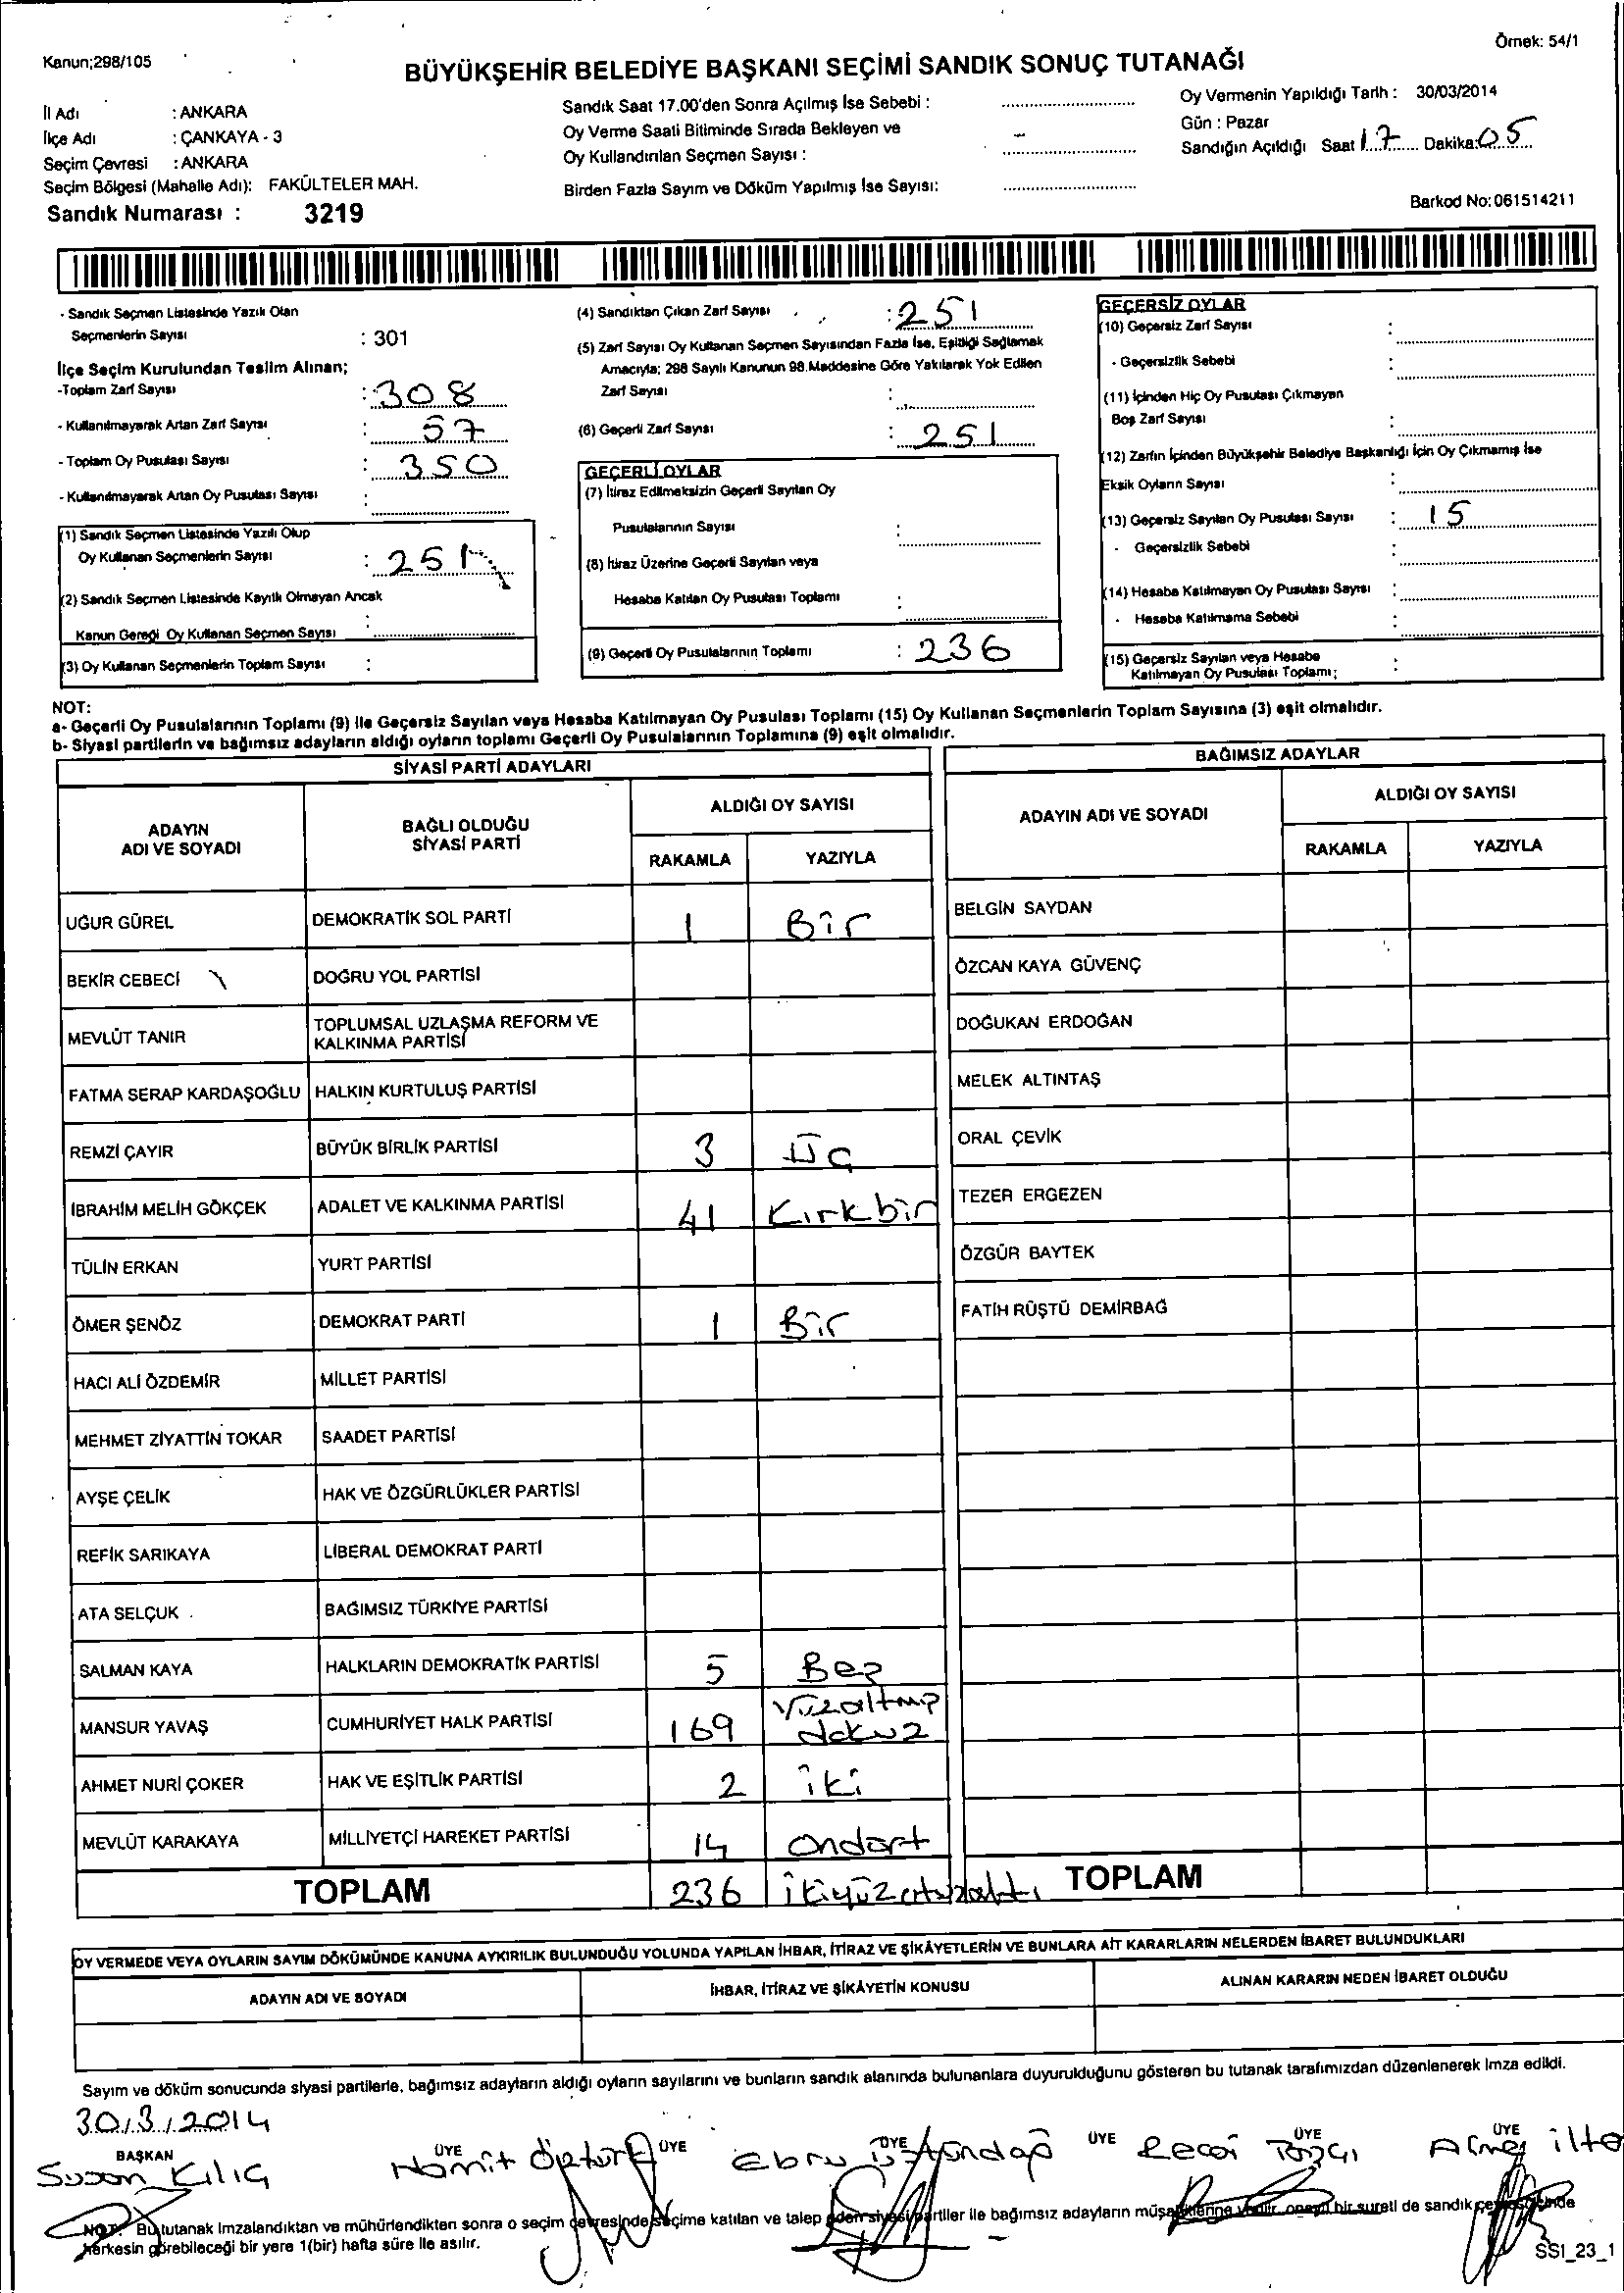 Örnek: 54/1
Kanun;298/105
BÜYÜKŞEHİR BELEDİYE BAŞKANI SEÇİMİ SANDIK SONUÇ TUTANAĞI
İl Adı : ANKARA
İlçe Adı : ÇANKAYA - 3
Seçim Çevresi : ANKARA
Seçim Bölgesi (Mahalle Adı): FAKÜLTELER MAH.
Sandık Numarası : 3219
Sandık Saat 17.00'den Sonra Açılmış İse Sebebi :
Oy Verme Saati Bitiminde Sırada Bekleyen ve
Oy Kullandırılan Seçmen Sayısı : -
Birden Fazla Sayım ve Döküm Yapılmış İse Sayısı:
Oy Vermenin Yapıldığı Tarih : 30/03/2014
Gün : Pazar
Sandığın Açıldığı Saat 17 Dakika: 05
Barkod No:061514211
- Sandık Seçmen Listesinde Yazılı Olan
Seçmenlerin Sayısı : 301
İlçe Seçim Kurulundan Teslim Alınan;
-Toplam Zarf Sayısı : 308
- Kullanılmayarak Artan Zarf Sayısı : 57
- Toplam Oy Pusulası Sayısı : 350
- Kullanılmayarak Artan Oy Pusulası Sayısı :
(1) Sandık Seçmen Listesinde Yazılı Olup
Oy Kullanan Seçmenlerin Sayısı : 251
(2) Sandık Seçmen Listesinde Kayıtlı Olmayan Ancak
Kanun Gereği Oy Kullanan Seçmen Sayısı :
(3) Oy Kullanan Seçmenlerin Toplam Sayısı :
(4) Sandıktan Çıkan Zarf Sayısı : 251
(5) Zarf Sayısı Oy Kullanan Seçmen Sayısından Fazla İse, Eşitliği Sağlamak
Amacıyla; 298 Sayılı Kanunun 98.Maddesine Göre Yakılarak Yok Edilen
Zarf Sayısı :
(6) Geçerli Zarf Sayısı : 251
GEÇERLİ OYLAR
(7) İtiraz Edilmeksizin Geçerli Sayılan Oy
Pusulalarının Sayısı :
(8) İtiraz Üzerine Geçerli Sayılan veya
Hesaba Katılan Oy Pusulası Toplamı :
(9) Geçerli Oy Pusulalarının Toplamı : 236
GEÇERSİZ OYLAR
(10) Geçersiz Zarf Sayısı :
- Geçersizlik Sebebi :
(11) İçinden Hiç Oy Pusulası Çıkmayan
Boş Zarf Sayısı :
(12) Zarfın İçinden Büyükşehir Belediye Başkanlığı İçin Oy Çıkmamış İse
Eksik Oyların Sayısı :
(13) Geçersiz Sayılan Oy Pusulası Sayısı : 15
- Geçersizlik Sebebi :
(14) Hesaba Katılmayan Oy Pusulası Sayısı :
- Hesaba Katılmama Sebebi :
(15) Geçersiz Sayılan veya Hesaba
Katılmayan Oy Pusulası Toplamı; :
NOT:
a- Geçerli Oy Pusulalarının Toplamı (9) ile Geçersiz Sayılan veya Hesaba Katılmayan Oy Pusulası Toplamı (15) Oy Kullanan Seçmenlerin Toplam Sayısına (3) eşit olmalıdır.
b- Siyasi partilerin ve bağımsız adayların aldığı oyların toplamı Geçerli Oy Pusulalarının Toplamına (9) eşit olmalıdır.
SİYASİ PARTİ ADAYLARI
ADAYIN ADI VE SOYADI
BAĞLI OLDUĞU SİYASİ PARTİ
ALDIĞI OY SAYISI
RAKAMLA YAZIYLA
UĞUR GÜREL DEMOKRATİK SOL PARTİ 1 Bir
BEKİR CEBECİ DOĞRU YOL PARTİSİ
MEVLÜT TANIR TOPLUMSAL UZLAŞMA REFORM VE
KALKINMA PARTİSİ
FATMA SERAP KARDAŞOĞLU HALKIN KURTULUŞ PARTİSİ
REMZİ ÇAYIR BÜYÜK BİRLİK PARTİSİ 3 Üç
İBRAHİM MELİH GÖKÇEK ADALET VE KALKINMA PARTİSİ 41 Kırkbir
TÜLİN ERKAN YURT PARTİSİ
ÖMER ŞENÖZ DEMOKRAT PARTİ 1 Bir
HACI ALİ ÖZDEMİR MİLLET PARTİSİ
MEHMET ZİYATTİN TOKAR SAADET PARTİSİ
AYŞE ÇELİK HAK VE ÖZGÜRLÜKLER PARTİSİ
REFİK SARIKAYA LİBERAL DEMOKRAT PARTİ
ATA SELÇUK BAĞIMSIZ TÜRKİYE PARTİSİ
SALMAN KAYA HALKLARIN DEMOKRATİK PARTİSİ 5 Beş
MANSUR YAVAŞ CUMHURİYET HALK PARTİSİ 169 Yüzaltmış
dokuz
AHMET NURİ ÇOKER HAK VE EŞİTLİK PARTİSİ 2 iki
MEVLÜT KARAKAYA MİLLİYETÇİ HAREKET PARTİSİ 14 Ondört
TOPLAM 236 ikiyüzotuzaltı
BAĞIMSIZ ADAYLAR
ADAYIN ADI VE SOYADI
ALDIĞI OY SAYISI
RAKAMLA YAZIYLA
BELGİN SAYDAN
ÖZCAN KAYA GÜVENÇ
DOĞUKAN ERDOĞAN
MELEK ALTINTAŞ
ORAL ÇEVİK
TEZER ERGEZEN
ÖZGÜR BAYTEK
FATİH RÜŞTÜ DEMİRBAĞ
TOPLAM
OY VERMEDE VEYA OYLARIN SAYIM DÖKÜMÜNDE KANUNA AYKIRILIK BULUNDUĞU YOLUNDA YAPILAN İHBAR, İTİRAZ VE ŞİKÂYETLERİN VE BUNLARA AİT KARARLARIN NELERDEN İBARET BULUNDUKLARI
ADAYIN ADI VE SOYADI İHBAR, İTİRAZ VE ŞİKÂYETİN KONUSU ALINAN KARARIN NEDEN İBARET OLDUĞU
Sayım ve döküm sonucunda siyasi partilerle, bağımsız adayların aldığı oyların sayılarını ve bunların sandık alanında bulunanlara duyurulduğunu gösteren bu tutanak tarafımızdan düzenlenerek imza edildi.
30/3/2014
BAŞKAN ÜYE ÜYE ÜYE ÜYE ÜYE ÜYE
Suzan Kılıç Hamit Öztürk Ebru Recai
NOT: Bu tutanak imzalandıktan ve mühürlendikten sonra o seçim çevresinde seçime katılan ve talep eden siyasi partiler ile bağımsız adayların müşahitlerine verilir, onaylı bir sureti de sandık çevresinde
herkesin görebileceği bir yere 1(bir) hafta süre ile asılır.
SSI_23_1